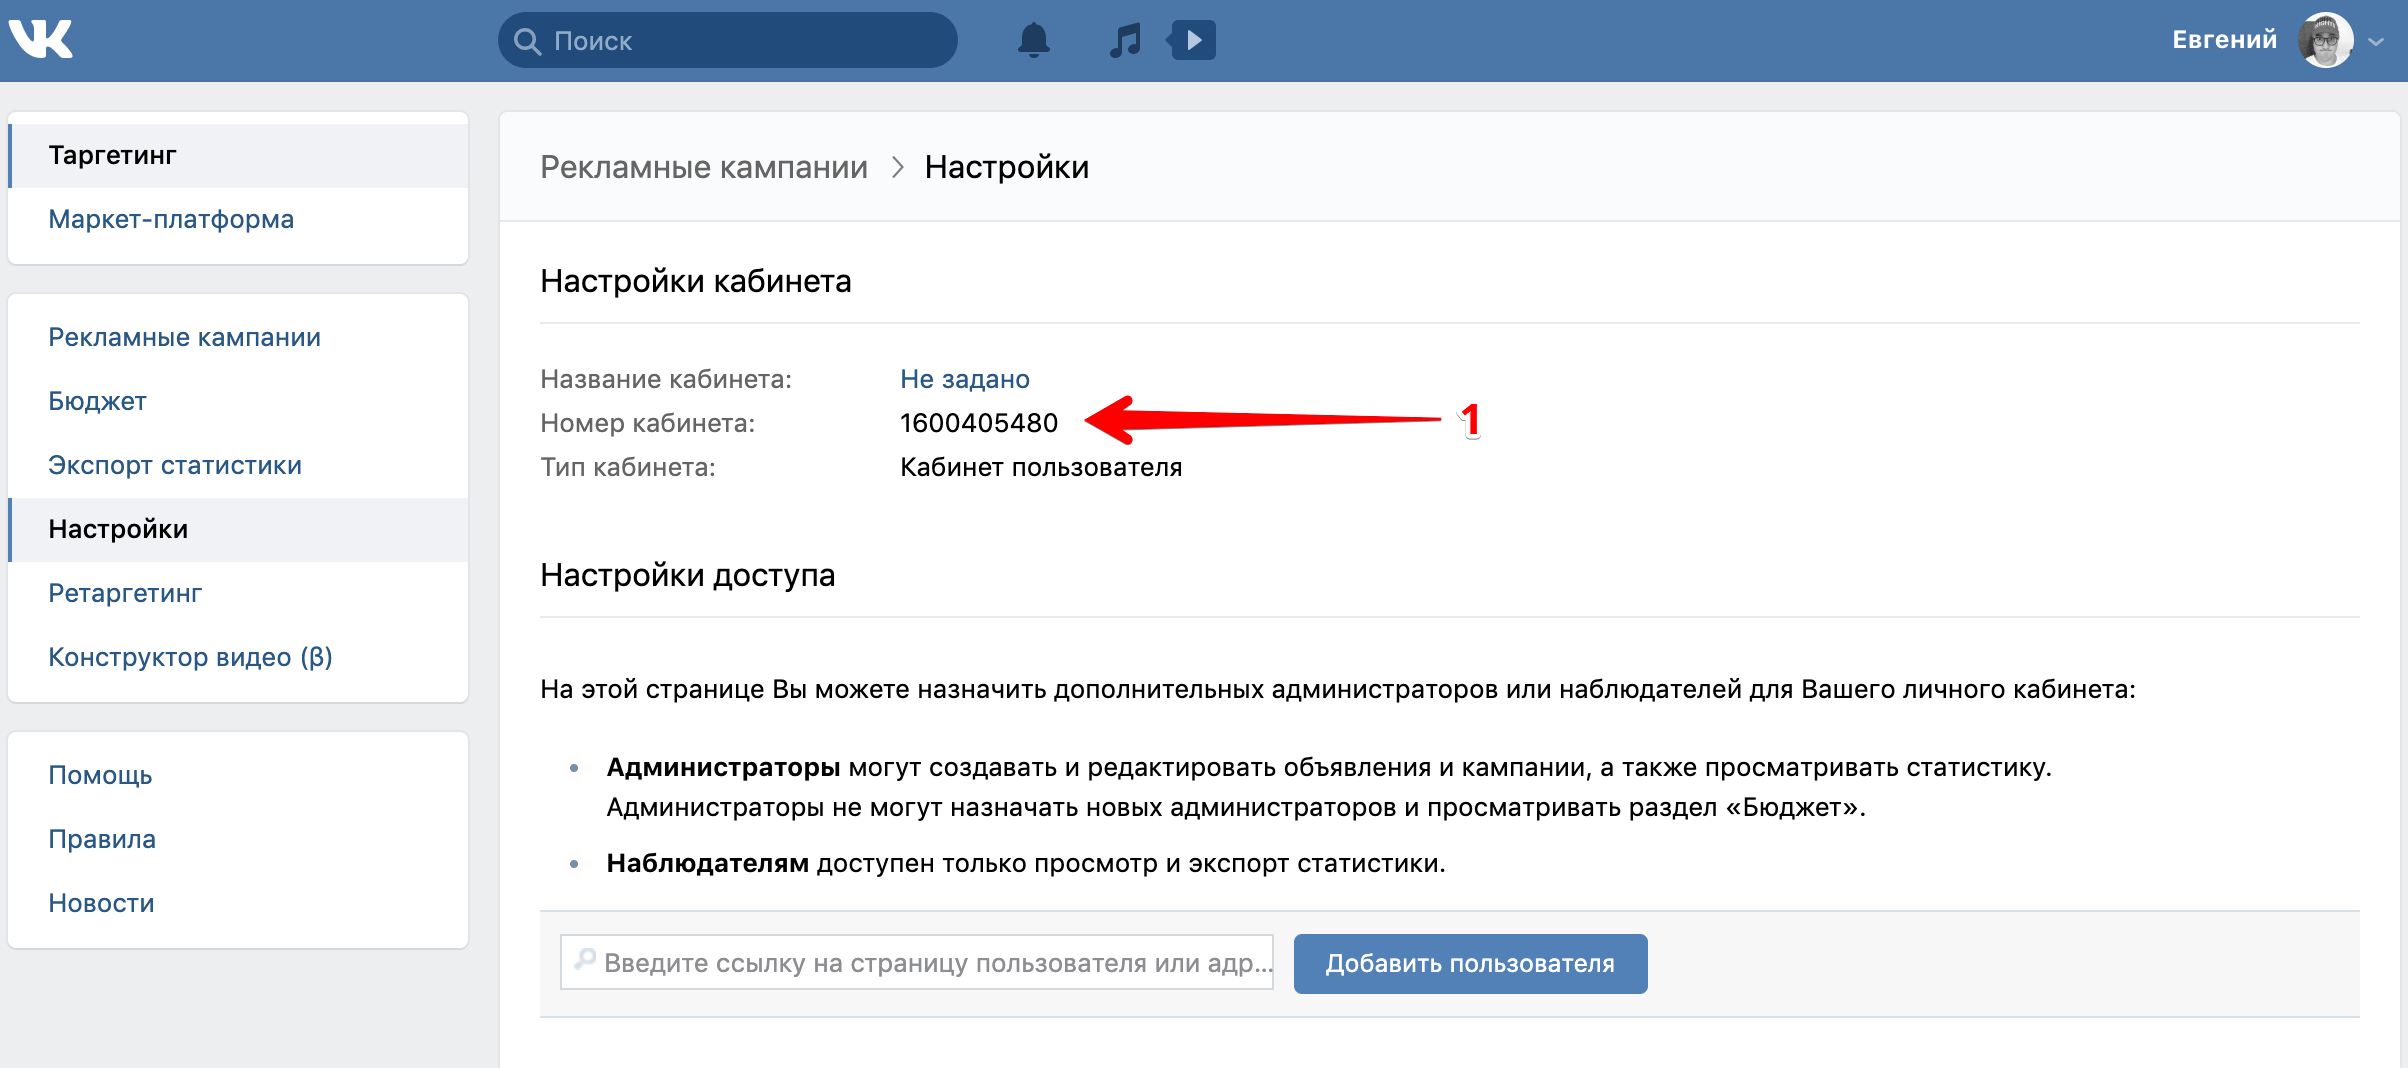 VK
Поиск
Евгений
Таргетинг
Маркет-платформа
Рекламные кампании
Бюджет
Экспорт статистики
Настройки
Ретаргетинг
Конструктор видео (β)
Помощь
Правила
Новости
Рекламные кампании > Настройки
Настройки кабинета
Название кабинета: Не задано
Номер кабинета: 1600405480 1
Тип кабинета: Кабинет пользователя
Настройки доступа
На этой странице Вы можете назначить дополнительных администраторов или наблюдателей для Вашего личного кабинета:
• Администраторы могут создавать и редактировать объявления и кампании, а также просматривать статистику.
Администраторы не могут назначать новых администраторов и просматривать раздел «Бюджет».
• Наблюдателям доступен только просмотр и экспорт статистики.
Введите ссылку на страницу пользователя или адр... Добавить пользователя